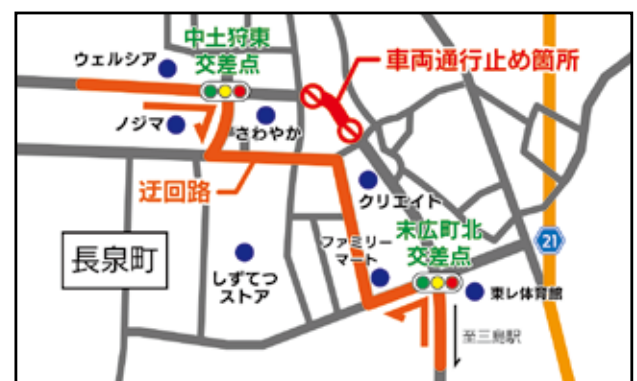 中土狩東
交差点
ウェルシア
車両通行止め箇所
ノジマ
さわやか
迂回路
クリエイト
長泉町
ファミリー
マート
末広町北
交差点
21
しずてつ
ストア
東レ体育館
至三島駅